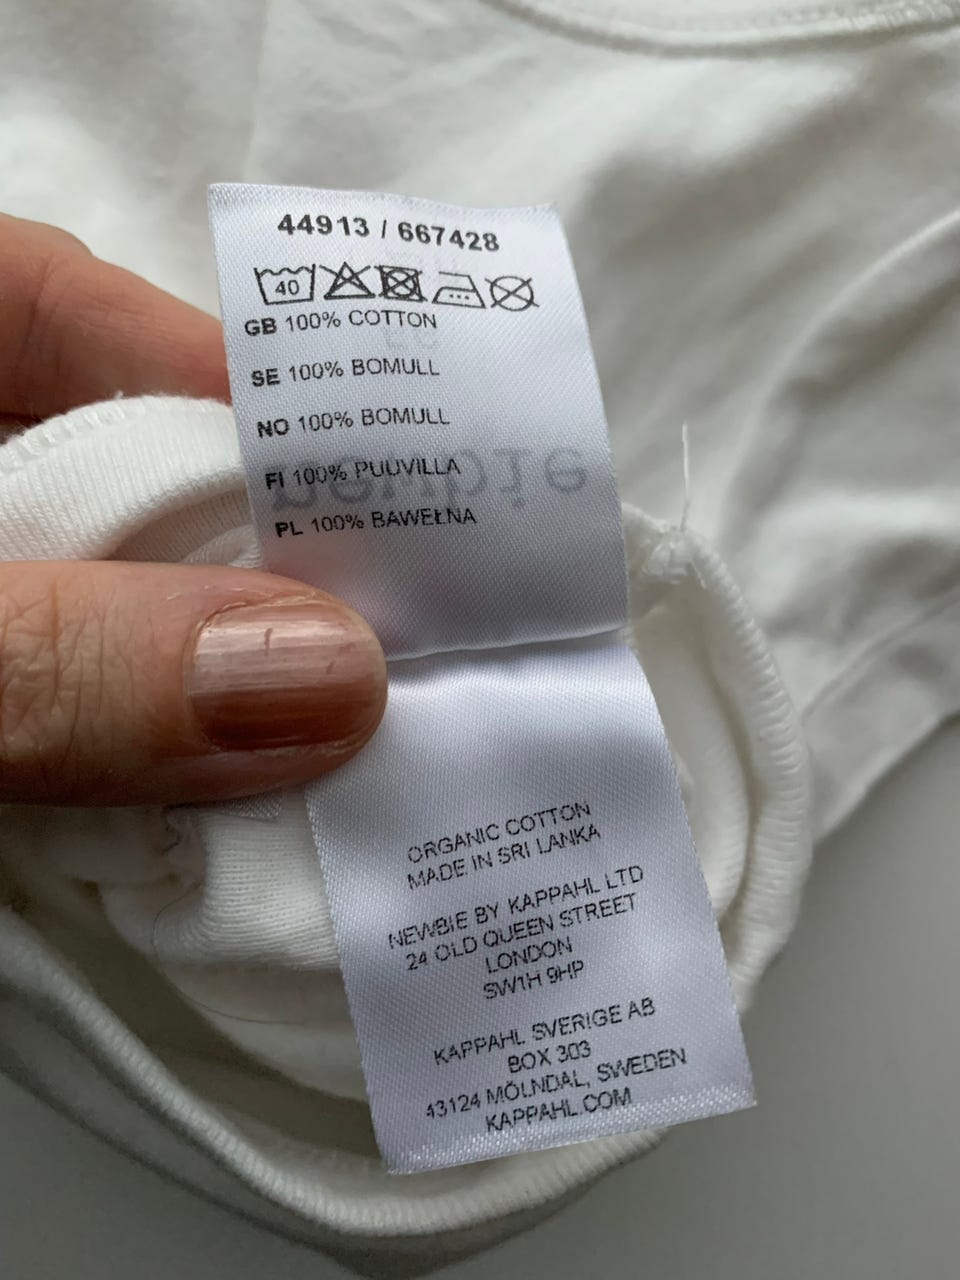 44913 / 667428
40
GB 100% COTTON
SE 100% BOMULL
NO 100% BOMULL
FI 100% PUUVILLA
PL 100% BAWEŁNA
newbie
ORGANIC COTTON
MADE IN SRI LANKA
NEWBIE BY KAPPAHL LTD
24 OLD QUEEN STREET
LONDON
SW1H 9HP
KAPPAHL SVERIGE AB
BOX 303
43124 MÖLNDAL, SWEDEN
KAPPAHL.COM